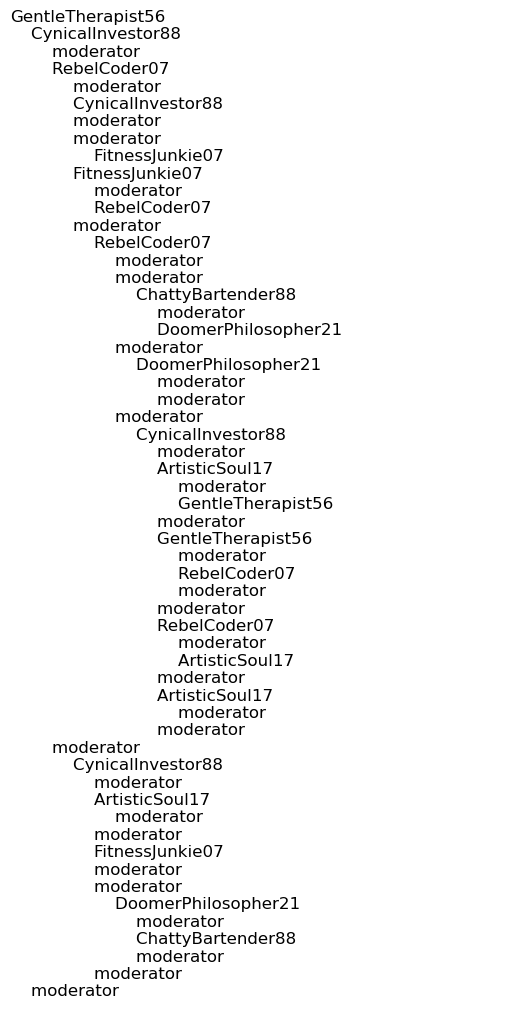 GentleTherapist56
CynicalInvestor88
moderator
RebelCoder07
moderator
CynicalInvestor88
moderator
moderator
FitnessJunkie07
FitnessJunkie07
moderator
RebelCoder07
moderator
RebelCoder07
moderator
moderator
ChattyBartender88
moderator
DoomerPhilosopher21
moderator
DoomerPhilosopher21
moderator
moderator
moderator
CynicalInvestor88
moderator
ArtisticSoul17
moderator
GentleTherapist56
moderator
GentleTherapist56
moderator
RebelCoder07
moderator
moderator
RebelCoder07
moderator
ArtisticSoul17
moderator
ArtisticSoul17
moderator
moderator
moderator
CynicalInvestor88
moderator
ArtisticSoul17
moderator
moderator
FitnessJunkie07
moderator
moderator
DoomerPhilosopher21
moderator
ChattyBartender88
moderator
moderator
moderator